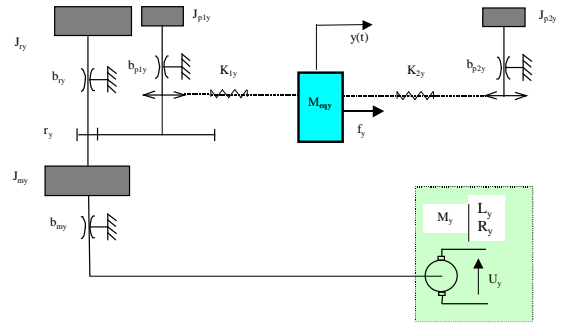 J_ry
J_p1y
J_p2y
y(t)
b_ry
b_p1y
K_1y
K_2y
b_p2y
M_eqy
f_y
r_y
J_my
b_my
M_y
L_y
R_y
U_y